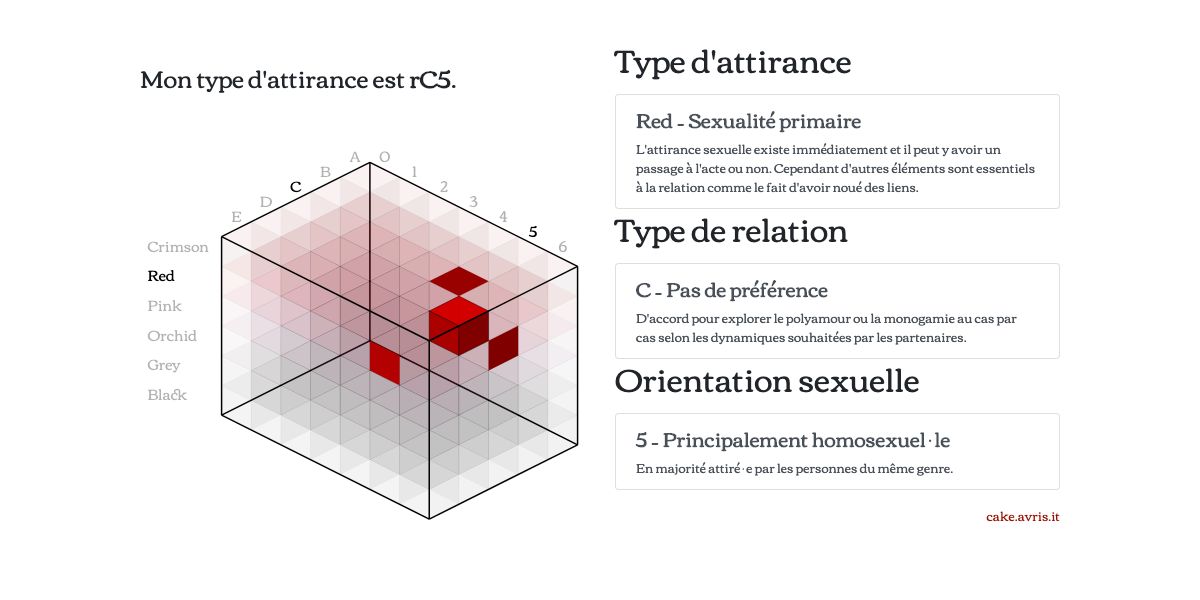 Mon type d'attirance est rC5.
A
B
C
D
E
0
1
2
3
4
5
6
Crimson
Red
Pink
Orchid
Grey
Black
Type d'attirance
Red - Sexualité primaire
L'attirance sexuelle existe immédiatement et il peut y avoir un
passage à l'acte ou non. Cependant d'autres éléments sont essentiels
à la relation comme le fait d'avoir noué des liens.
Type de relation
C - Pas de préférence
D'accord pour explorer le polyamour ou la monogamie au cas par
cas selon les dynamiques souhaitées par les partenaires.
Orientation sexuelle
5 - Principalement homosexuel·le
En majorité attiré·e par les personnes du même genre.
cake.avris.it